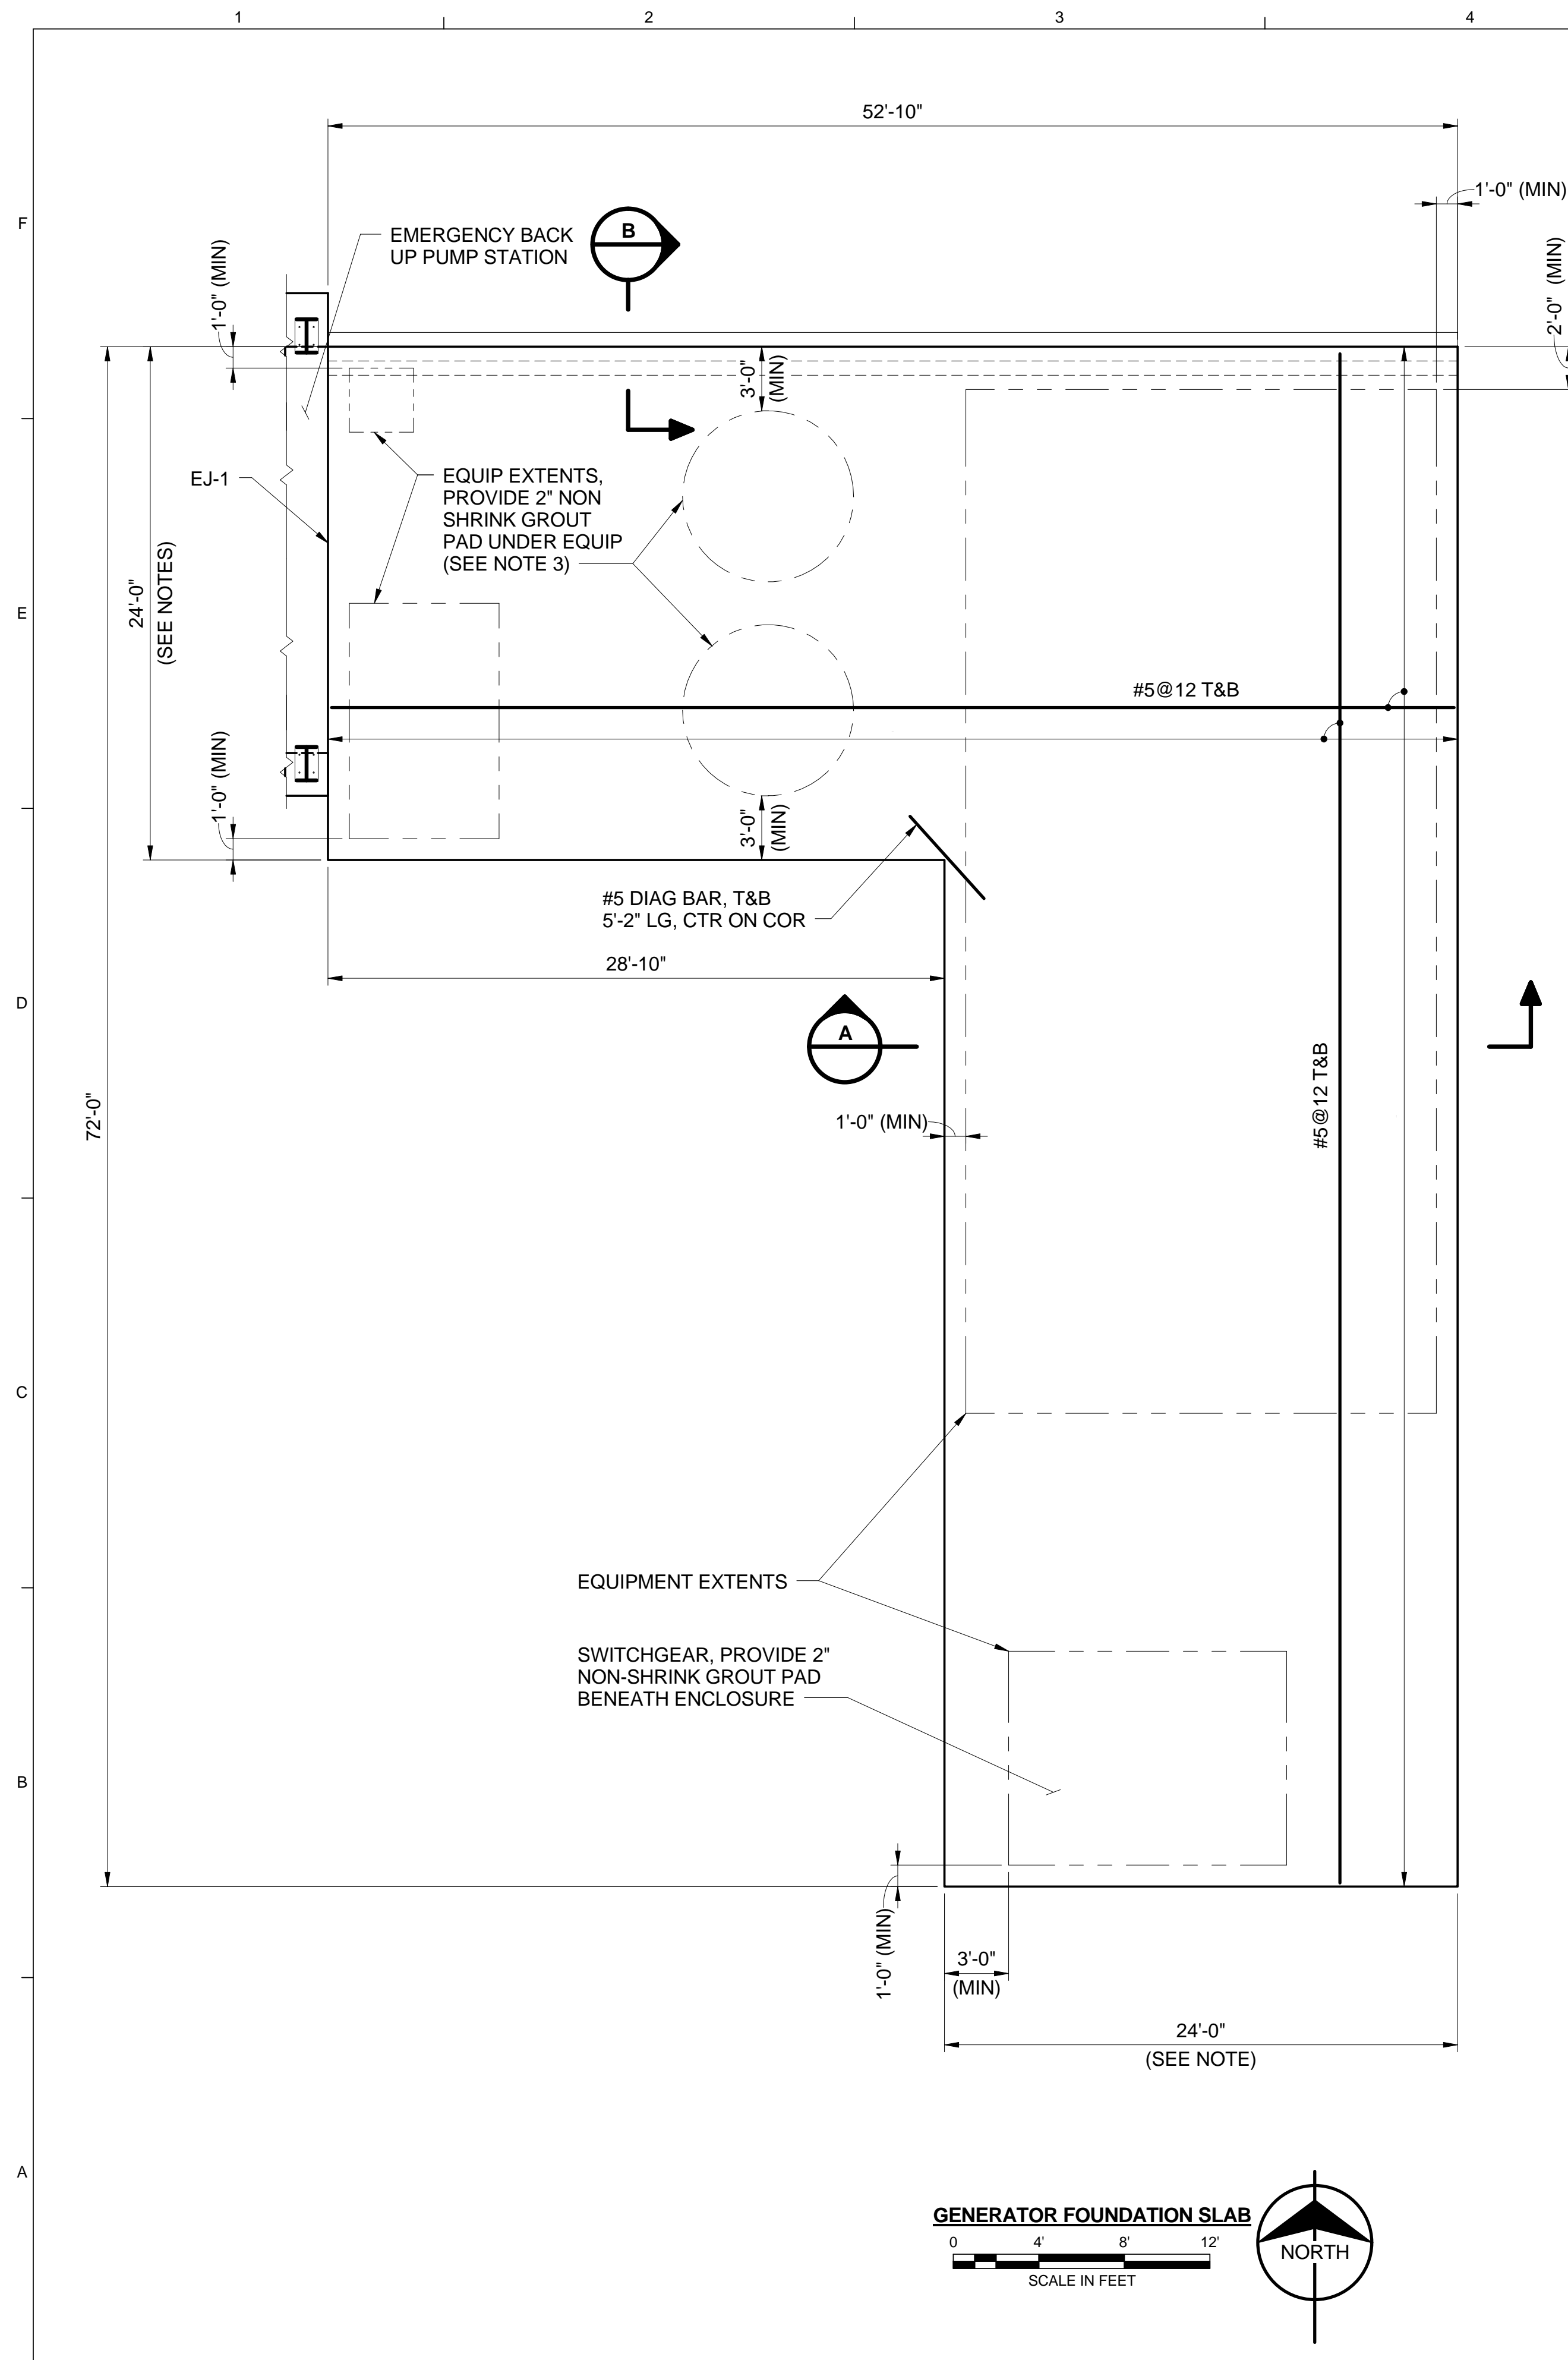 1
2
3
4
52'-10"
1'-0" (MIN)
F
EMERGENCY BACK
UP PUMP STATION
B
1'-0" (MIN)
2'-0" (MIN)
3'-0"
(MIN)
EJ-1
EQUIP EXTENTS,
PROVIDE 2" NON
SHRINK GROUT
PAD UNDER EQUIP
(SEE NOTE 3)
24'-0"
(SEE NOTES)
E
#5@12 T&B
1'-0" (MIN)
3'-0"
(MIN)
#5 DIAG BAR, T&B
5'-2" LG, CTR ON COR
28'-10"
D
A
72'-0"
#5@12 T&B
1'-0" (MIN)
C
EQUIPMENT EXTENTS
SWITCHGEAR, PROVIDE 2"
NON-SHRINK GROUT PAD
BENEATH ENCLOSURE
B
1'-0" (MIN)
3'-0"
(MIN)
24'-0"
(SEE NOTE)
A
GENERATOR FOUNDATION SLAB
0 4' 8' 12'
SCALE IN FEET
NORTH